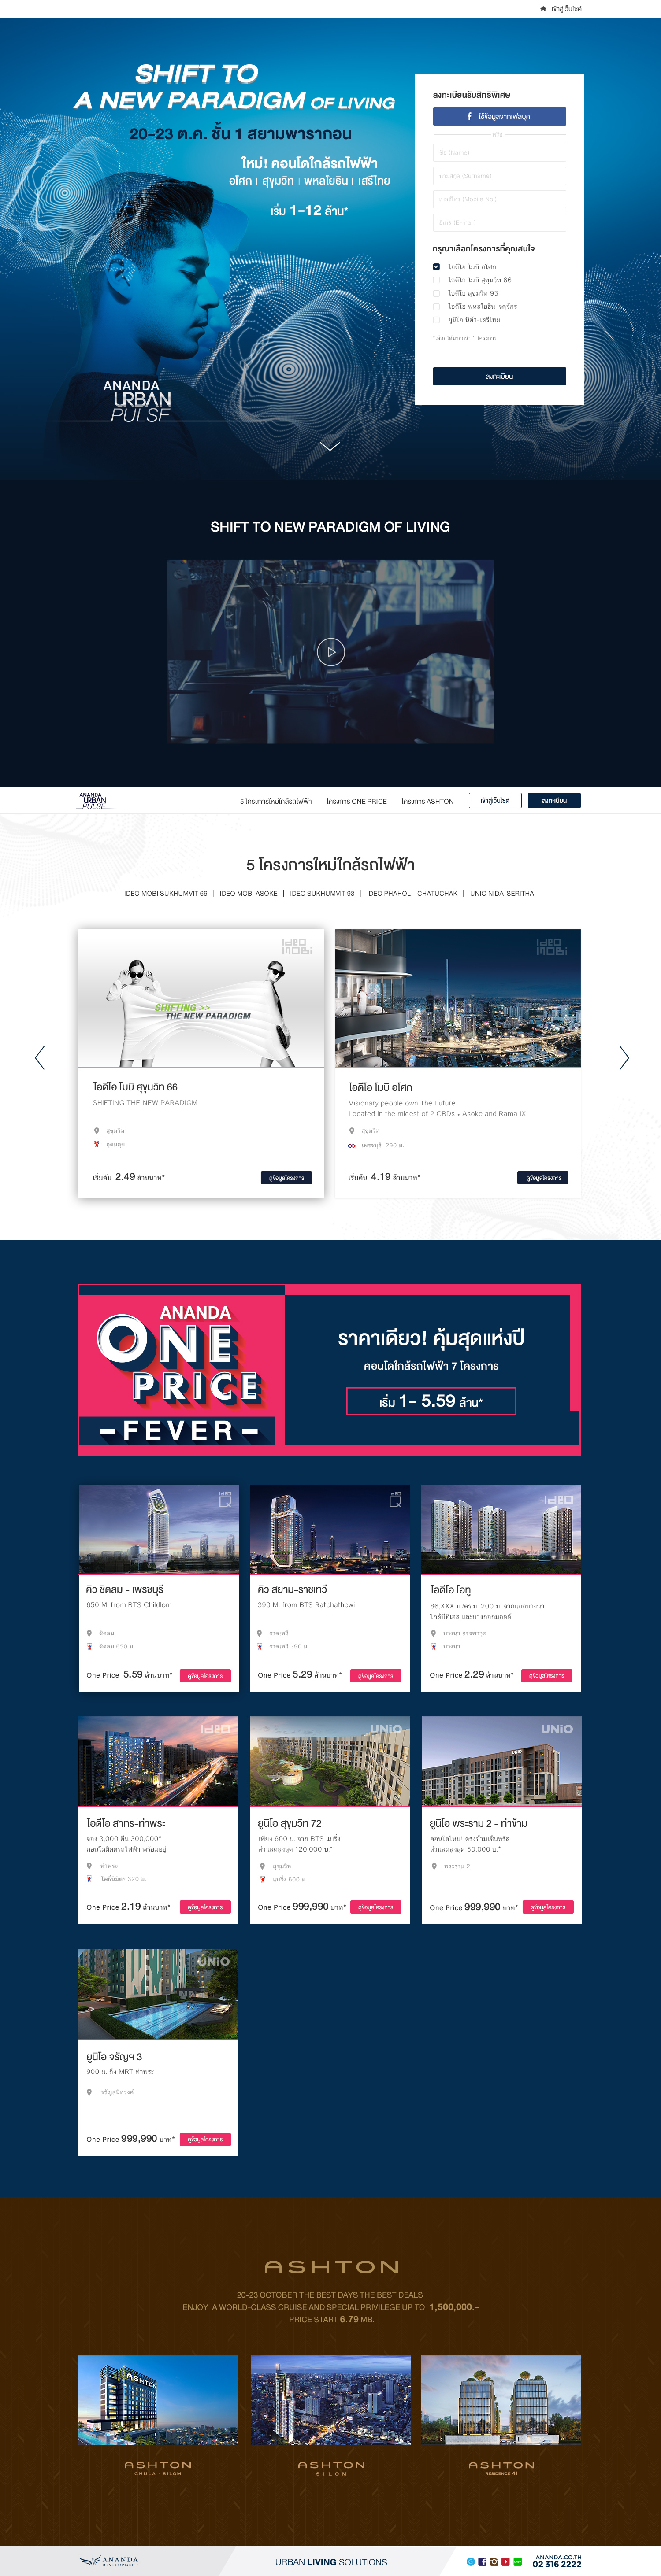 เข้าสู่เว็บไซต์
SHIFT TO
A NEW PARADIGM OF LIVING
20-23 ต.ค. ชั้น 1 สยามพารากอน
ใหม่! คอนโดใกล้รถไฟฟ้า
อโศก | สุขุมวิท | พหลโยธิน | เสรีไทย
เริ่ม 1-12 ล้าน*
ANANDA
URBAN
PULSE
ลงทะเบียนรับสิทธิพิเศษ
ใช้ข้อมูลจากเฟสบุค
หรือ
ชื่อ (Name)
นามสกุล (Surname)
เบอร์โทร (Mobile No.)
อีเมล (E-mail)
กรุณาเลือกโครงการที่คุณสนใจ
ไอดีโอ โมบิ อโศก
ไอดีโอ โมบิ สุขุมวิท 66
ไอดีโอ สุขุมวิท 93
ไอดีโอ พหลโยธิน-จตุจักร
ยูนิโอ นิด้า-เสรีไทย
*เลือกได้มากกว่า 1 โครงการ
ลงทะเบียน
SHIFT TO NEW PARADIGM OF LIVING
ANANDA
URBAN
PULSE
5 โครงการใหม่ใกล้รถไฟฟ้า
โครงการ ONE PRICE
โครงการ ASHTON
เข้าสู่เว็บไซต์
ลงทะเบียน
5 โครงการใหม่ใกล้รถไฟฟ้า
IDEO MOBI SUKHUMVIT 66 | IDEO MOBI ASOKE | IDEO SUKHUMVIT 93 | IDEO PHAHOL - CHATUCHAK | UNIO NIDA-SERITHAI
ideo
mobi
SHIFTING >>
THE NEW PARADIGM
ไอดีโอ โมบิ สุขุมวิท 66
SHIFTING THE NEW PARADIGM
สุขุมวิท
อุดมสุข
เริ่มต้น 2.49 ล้านบาท*
ดูข้อมูลโครงการ
ideo
mobi
ไอดีโอ โมบิ อโศก
Visionary people own The Future
Located in the midest of 2 CBDs • Asoke and Rama IX
สุขุมวิท
เพชรบุรี 290 ม.
เริ่มต้น 4.19 ล้านบาท*
ดูข้อมูลโครงการ
ANANDA
ONE
PRICE
- FEVER -
ราคาเดียว! คุ้มสุดแห่งปี
คอนโดใกล้รถไฟฟ้า 7 โครงการ
เริ่ม 1- 5.59 ล้าน*
ideo
Q
คิว ชิดลม - เพชรบุรี
650 M. from BTS Childlom
ชิดลม
ชิดลม 650 ม.
One Price 5.59 ล้านบาท*
ดูข้อมูลโครงการ
ideo
Q
คิว สยาม-ราชเทวี
390 M. from BTS Ratchathewi
ราชเทวี
ราชเทวี 390 ม.
One Price 5.29 ล้านบาท*
ดูข้อมูลโครงการ
ideo
ไอดีโอ โอทู
86,XXX บ./ตร.ม. 200 ม. จากแยกบางนา
ใกล้บีทีเอส และบางกอกมอลล์
บางนา สรรพาวุธ
บางนา
One Price 2.29 ล้านบาท*
ดูข้อมูลโครงการ
ideo
ไอดีโอ สาทร-ท่าพระ
จอง 3,000 คืน 300,000*
คอนโดติดรถไฟฟ้า พร้อมอยู่
ท่าพระ
โพธิ์นิมิตร 320 ม.
One Price 2.19 ล้านบาท*
ดูข้อมูลโครงการ
UNiO
ยูนิโอ สุขุมวิท 72
เพียง 600 ม. จาก BTS แบริ่ง
ส่วนลดสูงสุด 120,000 บ.*
สุขุมวิท
แบริ่ง 600 ม.
One Price 999,990 บาท*
ดูข้อมูลโครงการ
UNiO
ยูนิโอ พระราม 2 - ท่าข้าม
คอนโดใหม่! ตรงข้ามเซ็นทรัล
ส่วนลดสูงสุด 50,000 บ.*
พระราม 2
One Price 999,990 บาท*
ดูข้อมูลโครงการ
UNiO
ยูนิโอ จรัญฯ 3
900 ม. ถึง MRT ท่าพระ
จรัญสนิทวงศ์
One Price 999,990 บาท*
ดูข้อมูลโครงการ
ASHTON
20-23 OCTOBER THE BEST DAYS THE BEST DEALS
ENJOY A WORLD-CLASS CRUISE AND SPECIAL PRIVILEGE UP TO 1,500,000.-
PRICE START 6.79 MB.
ASHTON
ASHTON
CHULA - SILOM
ASHTON
SILOM
ASHTON
RESIDENCE 41
ANANDA
DEVELOPMENT
URBAN LIVING SOLUTIONS
ANANDA.CO.TH
02 316 2222